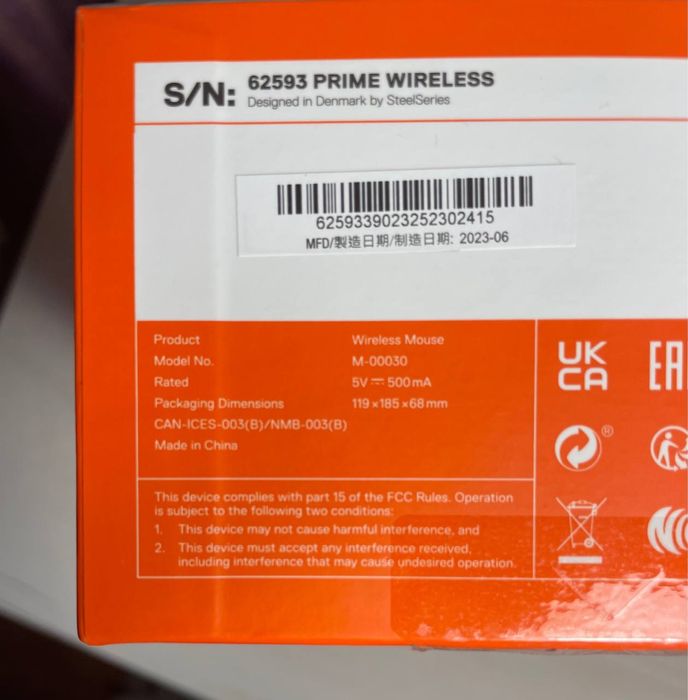 S/N: 62593 PRIME WIRELESS
Designed in Denmark by SteelSeries
6259339023252302415
MFD/製造日期/制造日期: 2023-06
Product Wireless Mouse
Model No. M-00030
Rated 5V ⎓ 500mA
Packaging Dimensions 119×185×68mm
CAN-ICES-003(B)/NMB-003(B)
Made in China
This device complies with part 15 of the FCC Rules. Operation
is subject to the following two conditions:
1. This device may not cause harmful interference, and
2. This device must accept any interference received,
including interference that may cause undesired operation.
UK
CA
EAC
®